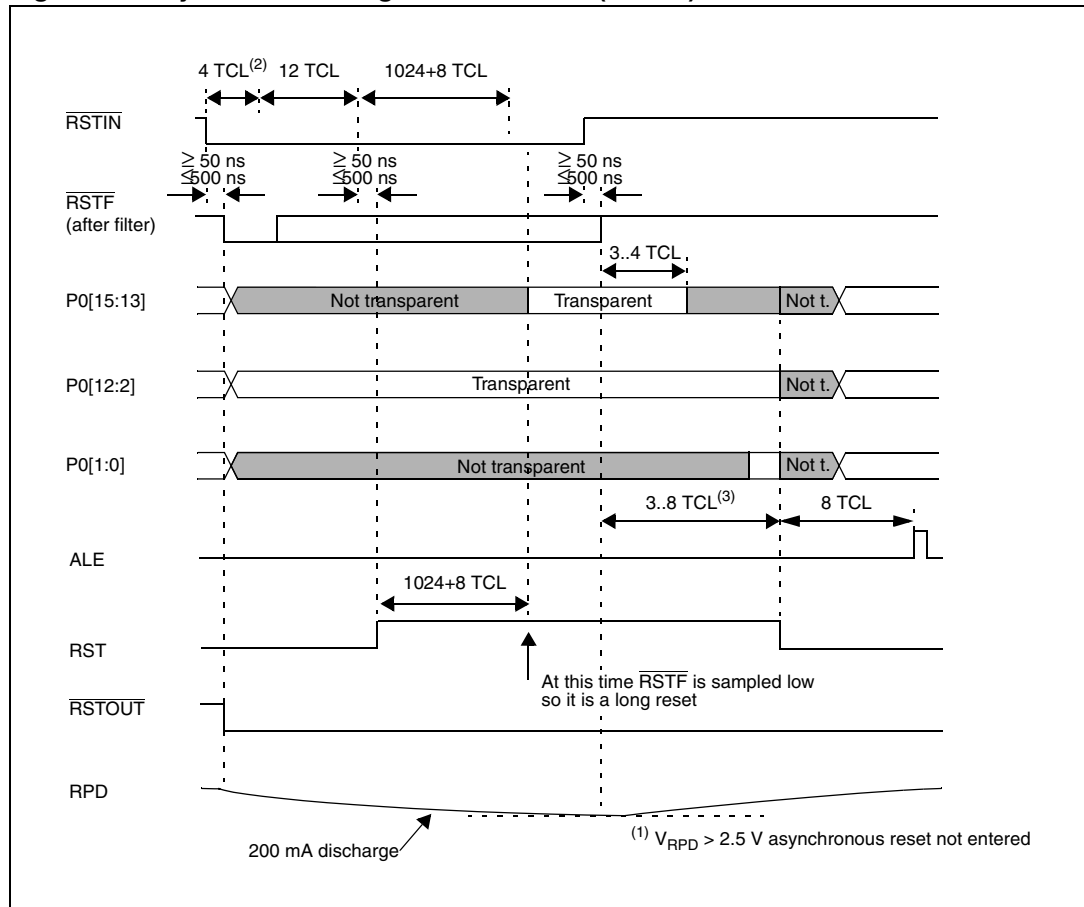 4 TCL(2) 12 TCL 1024+8 TCL
RSTIN
≥ 50 ns ≥ 50 ns ≥ 50 ns
≤500 ns ≤500 ns ≤500 ns
RSTF
(after filter)
3..4 TCL
P0[15:13] Not transparent Transparent Not t.
P0[12:2] Transparent Not t.
P0[1:0] Not transparent Not t.
3..8 TCL(3) 8 TCL
ALE
1024+8 TCL
RST
At this time RSTF is sampled low
so it is a long reset
RSTOUT
RPD
200 mA discharge
(1) VRPD > 2.5 V asynchronous reset not entered